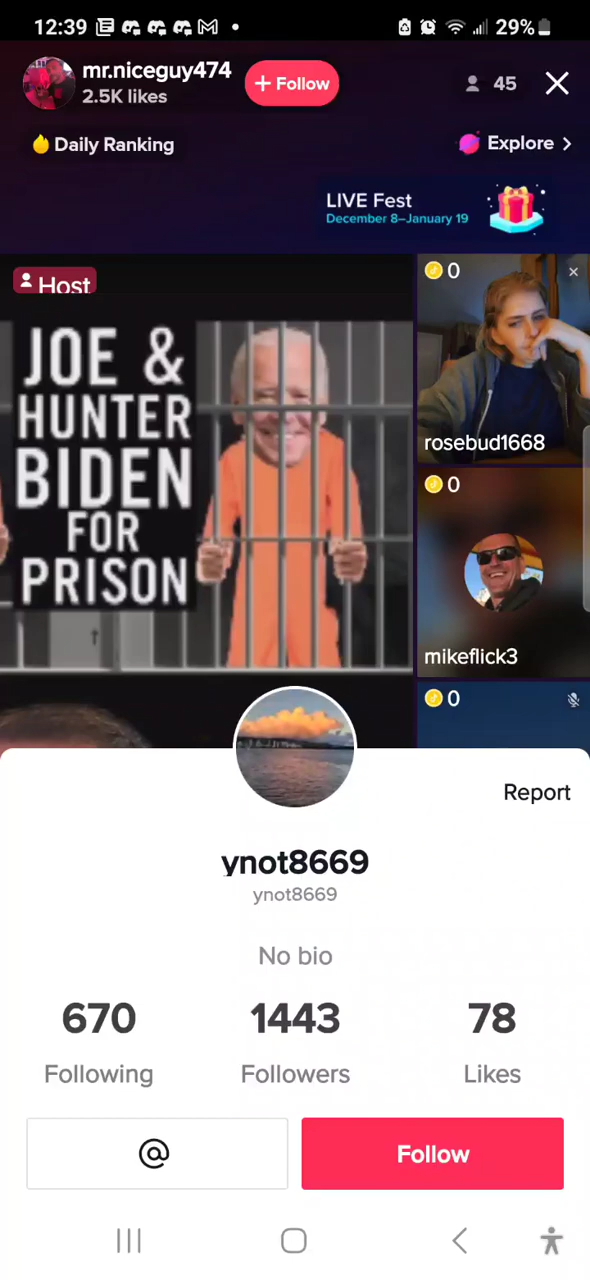 12:39
29%
mr.niceguy474
2.5K likes
+ Follow
45
Daily Ranking
Explore >
LIVE Fest
December 8–January 19
Host
0
JOE &
HUNTER
BIDEN
FOR
PRISON
rosebud1668
0
mikeflick3
0
Report
ynot8669
ynot8669
No bio
670
1443
78
Following
Followers
Likes
@
Follow